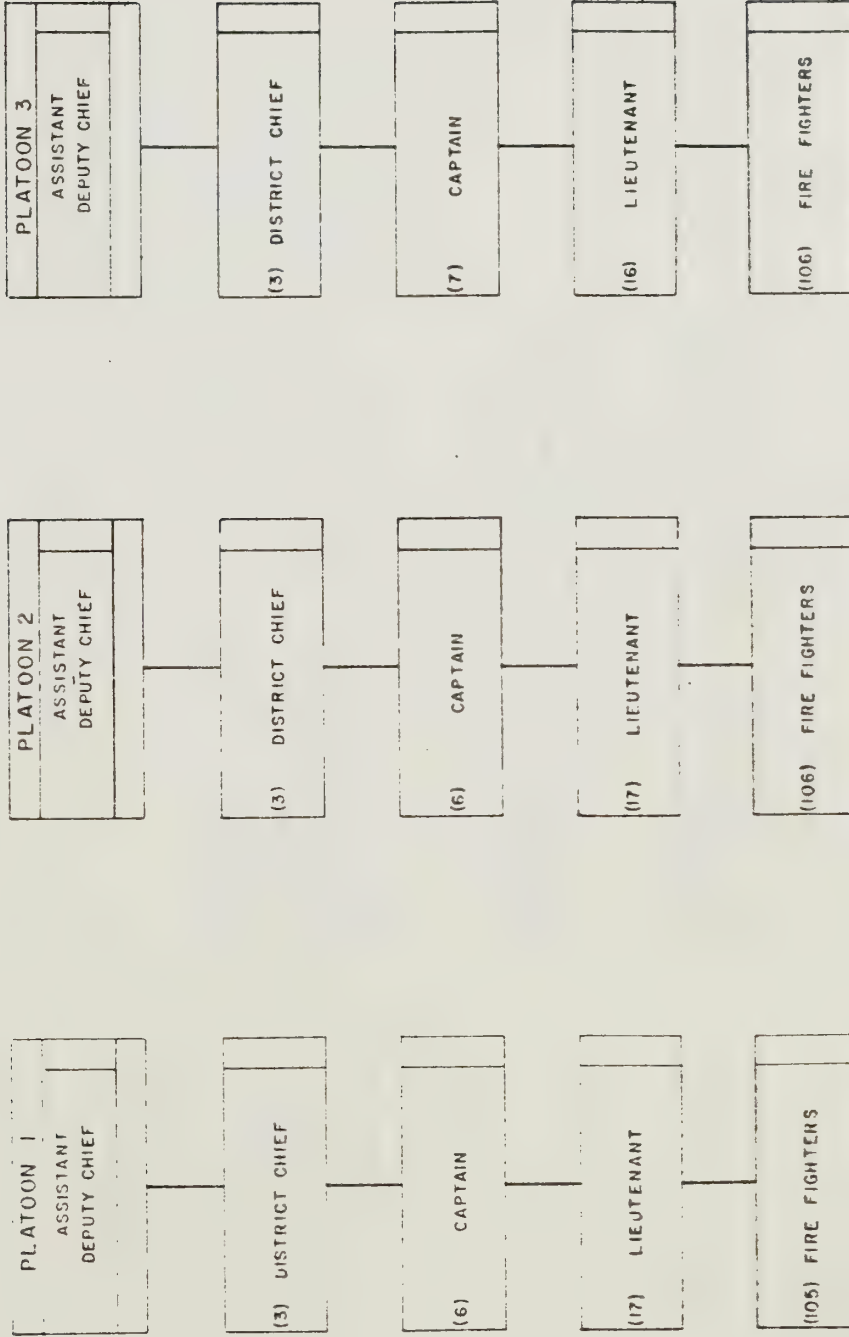 PLATOON 1
ASSISTANT
DEPUTY CHIEF
(3) DISTRICT CHIEF
(6) CAPTAIN
(17) LIEUTENANT
(105) FIRE FIGHTERS
PLATOON 2
ASSISTANT
DEPUTY CHIEF
(3) DISTRICT CHIEF
(6) CAPTAIN
(17) LIEUTENANT
(106) FIRE FIGHTERS
PLATOON 3
ASSISTANT
DEPUTY CHIEF
(3) DISTRICT CHIEF
(7) CAPTAIN
(16) LIEUTENANT
(106) FIRE FIGHTERS